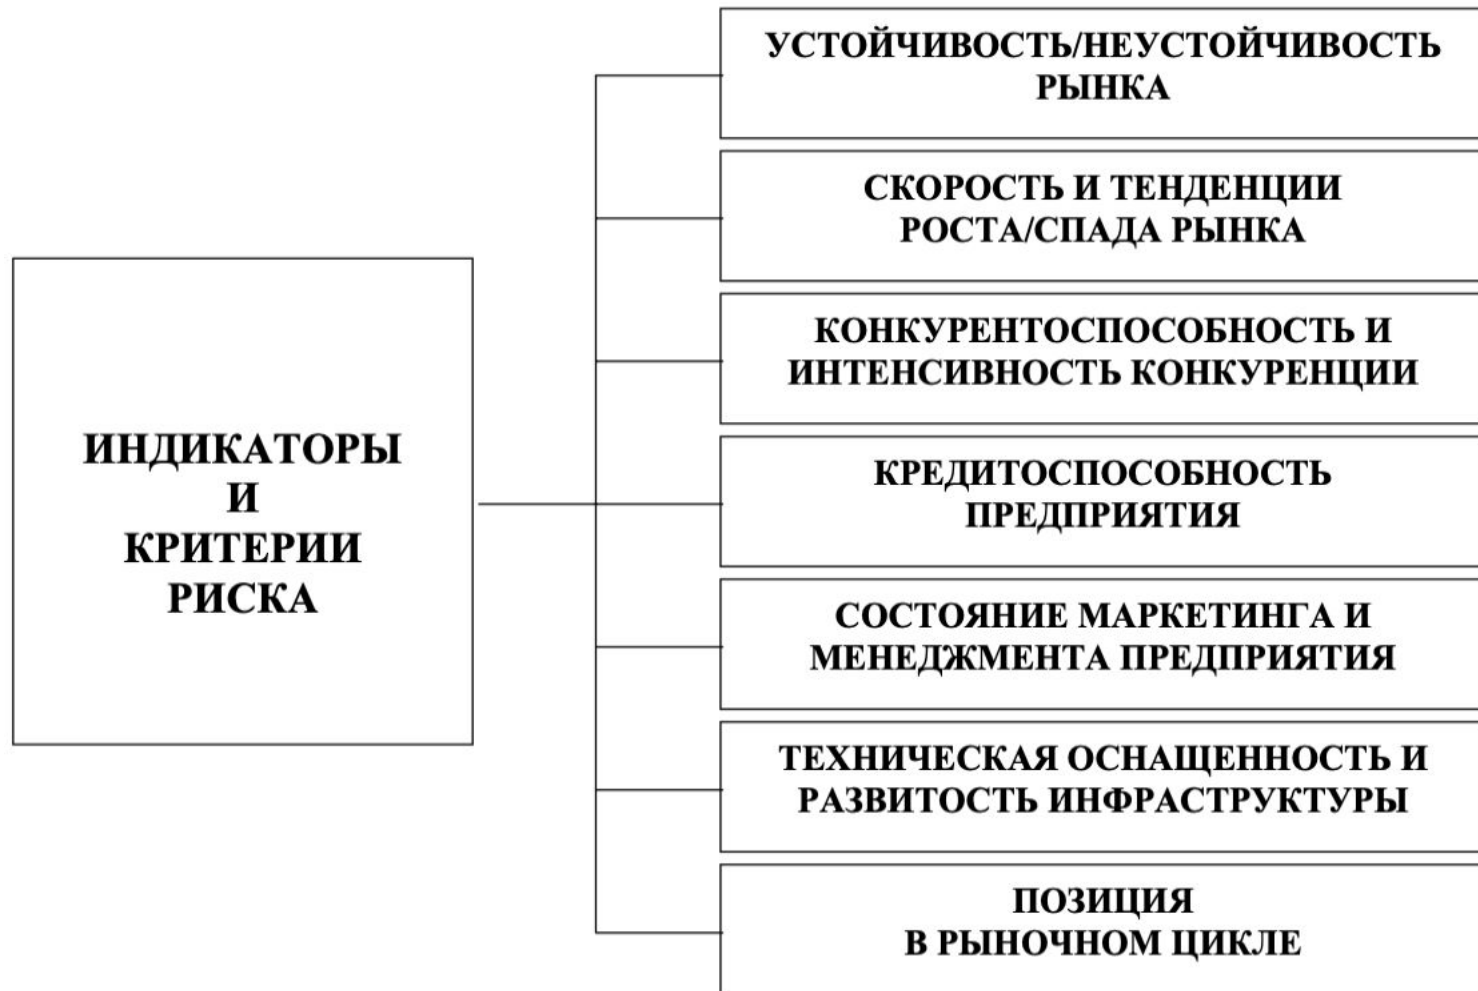 УСТОЙЧИВОСТЬ/НЕУСТОЙЧИВОСТЬ
РЫНКА
СКОРОСТЬ И ТЕНДЕНЦИИ
РОСТА/СПАДА РЫНКА
КОНКУРЕНТОСПОСОБНОСТЬ И
ИНТЕНСИВНОСТЬ КОНКУРЕНЦИИ
ИНДИКАТОРЫ
И
КРИТЕРИИ
РИСКА
КРЕДИТОСПОСОБНОСТЬ
ПРЕДПРИЯТИЯ
СОСТОЯНИЕ МАРКЕТИНГА И
МЕНЕДЖМЕНТА ПРЕДПРИЯТИЯ
ТЕХНИЧЕСКАЯ ОСНАЩЕННОСТЬ И
РАЗВИТОСТЬ ИНФРАСТРУКТУРЫ
ПОЗИЦИЯ
В РЫНОЧНОМ ЦИКЛЕ